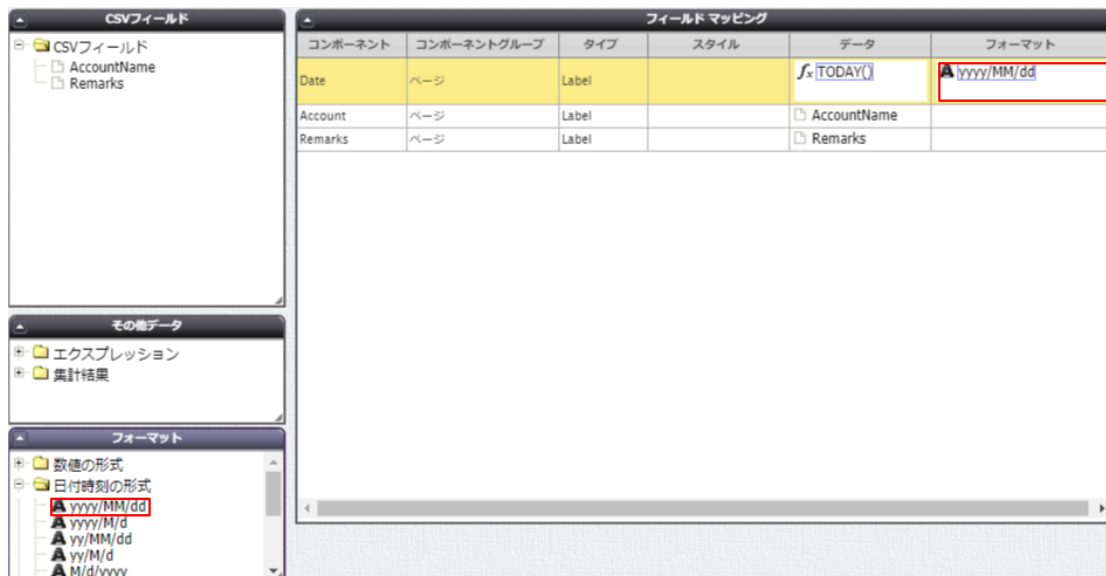 CSVフィールド
CSVフィールド
AccountName
Remarks
その他データ
エクスプレッション
集計結果
フォーマット
数値の形式
日付時刻の形式
yyyy/MM/dd
yyyy/M/d
yy/MM/dd
yy/M/d
M/d/yyyy
フィールド マッピング
コンポーネント コンポーネントグループ タイプ スタイル データ フォーマット
Date ページ Label fx TODAY() yyyy/MM/dd
Account ページ Label AccountName
Remarks ページ Label Remarks